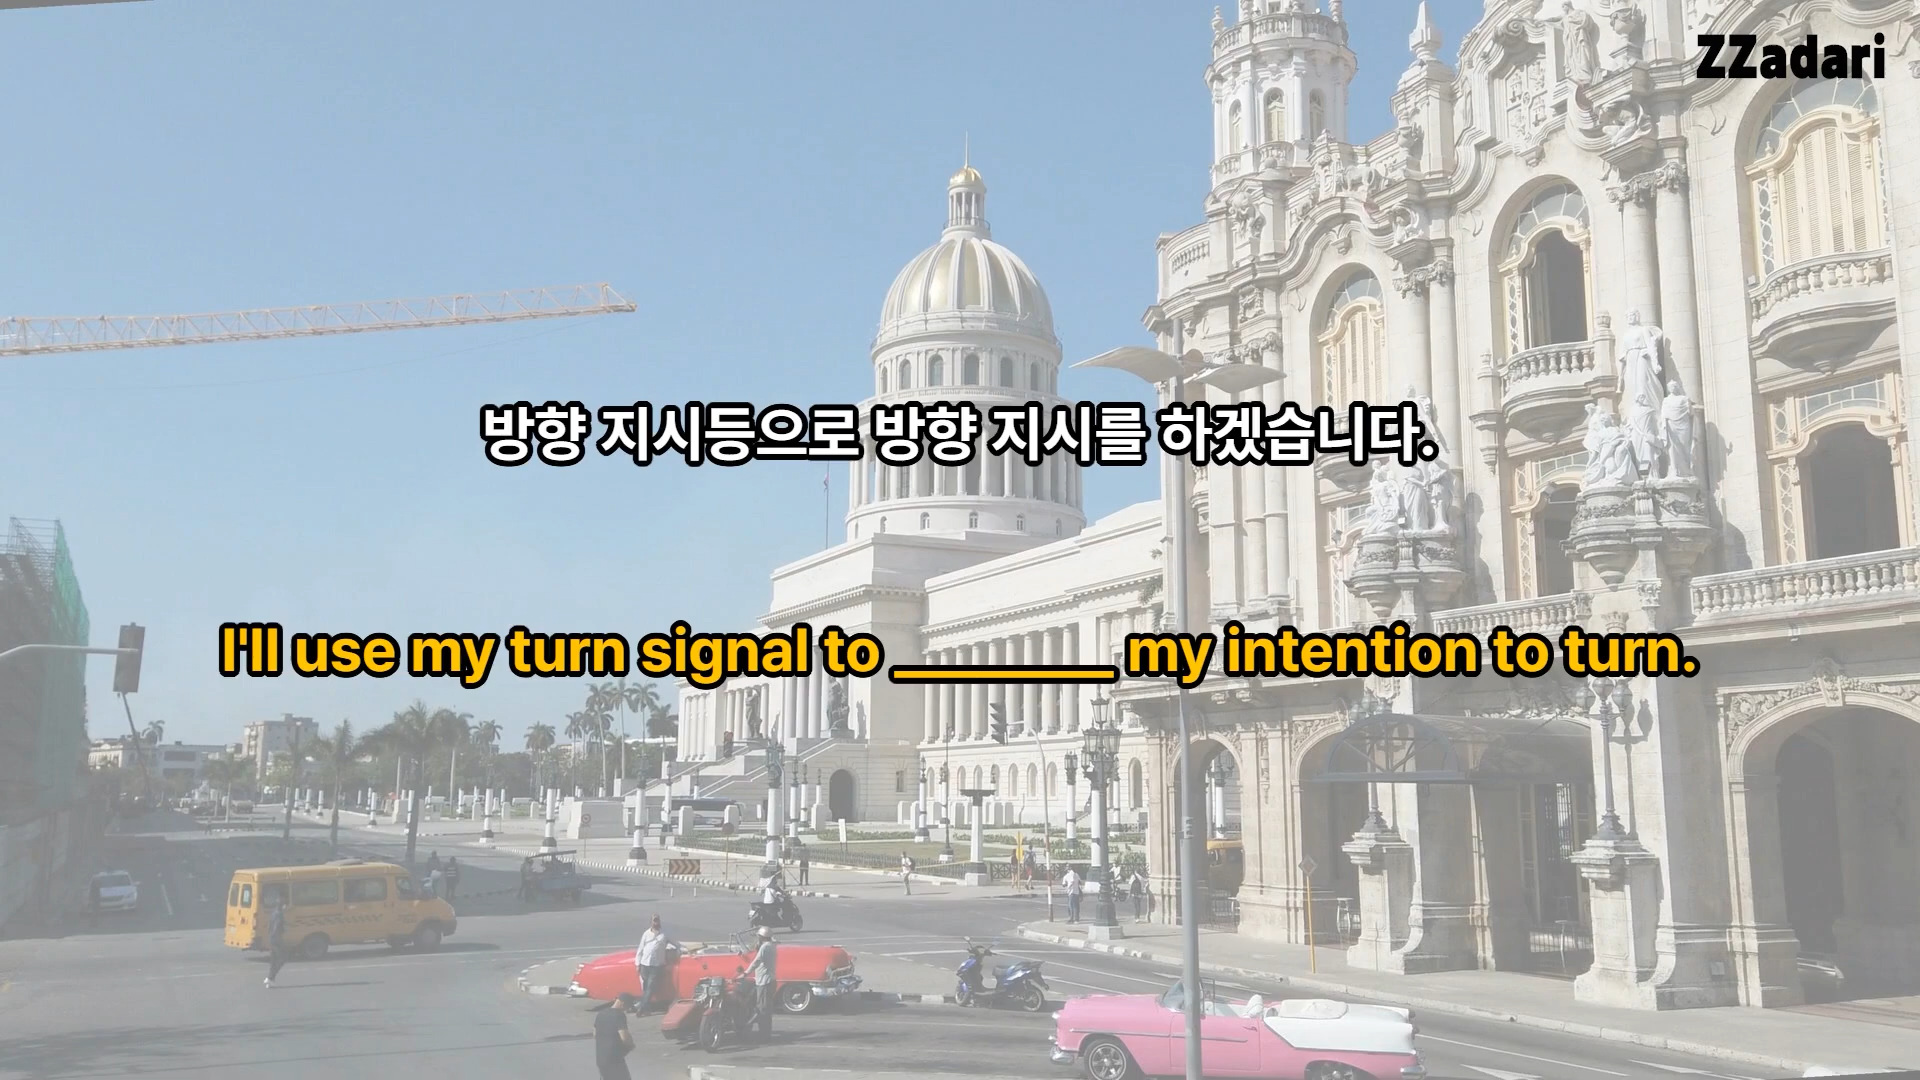 ZZadari
방향 지시등으로 방향 지시를 하겠습니다.
I'll use my turn signal to ________ my intention to turn.